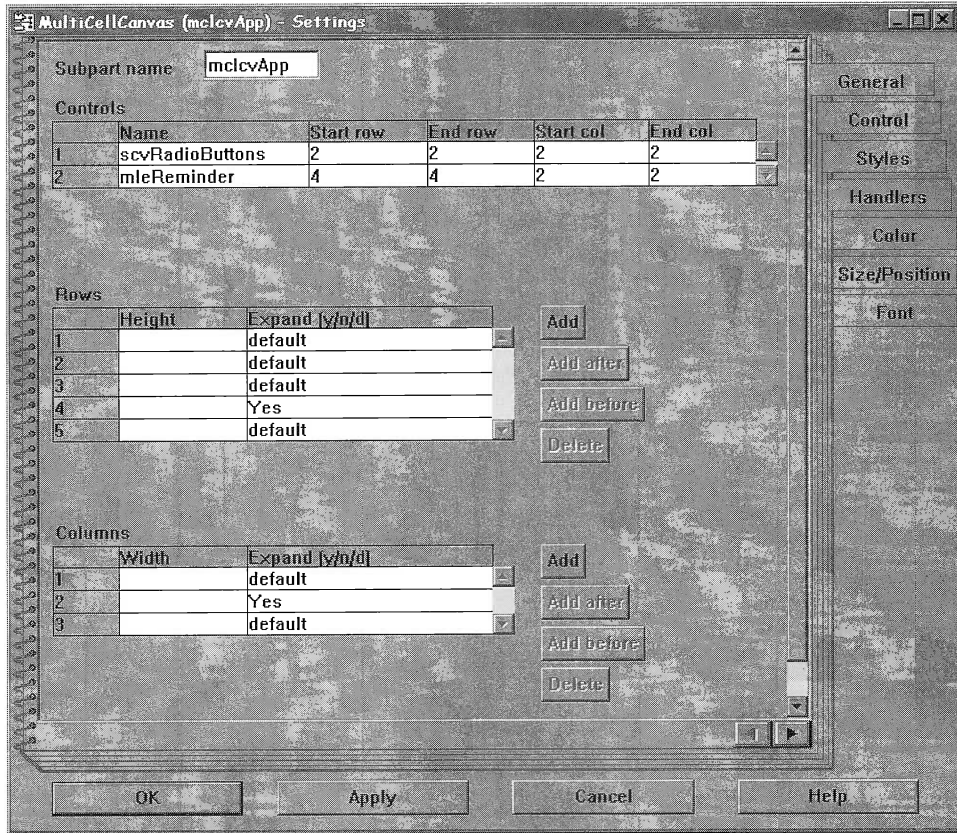 MultiCellCanvas (mclcvApp) - Settings
Subpart name mclcvApp
Controls
Name Start row End row Start col End col
1 scvRadioButtons 2 2 2 2
2 mleReminder 4 4 2 2
Rows
Height Expand [y/n/d]
1 default
2 default
3 default
4 Yes
5 default
Add
Add after
Add before
Delete
Columns
Width Expand [y/n/d]
1 default
2 Yes
3 default
Add
Add after
Add before
Delete
General
Control
Styles
Handlers
Color
Size/Position
Font
OK Apply Cancel Help